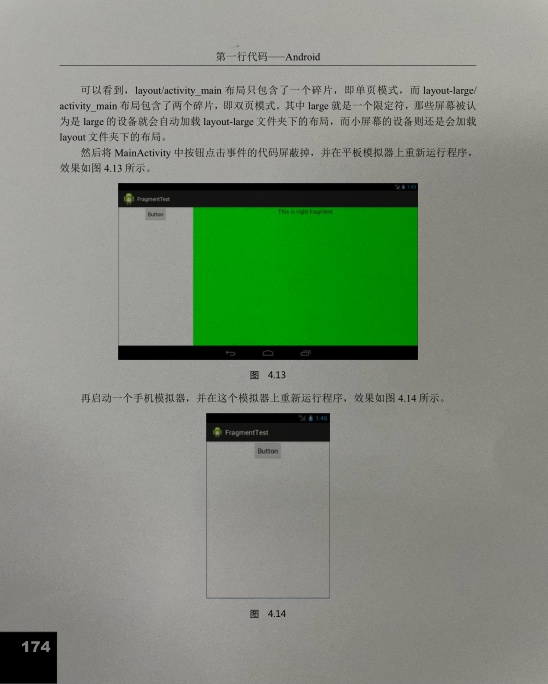 第一行代码——Android
可以看到，layout/activity_main 布局只包含了一个碎片，即单页模式，而 layout-large/
activity_main 布局包含了两个碎片，即双页模式。其中 large 就是一个限定符，那些屏幕被认
为是 large 的设备就会自动加载 layout-large 文件夹下的布局，而小屏幕的设备则还是会加载
layout 文件夹下的布局。
然后将 MainActivity 中按钮点击事件的代码屏蔽掉，并在平板模拟器上重新运行程序，
效果如图 4.13 所示。
FragmentTest
Button
This is right fragment
图 4.13
再启动一个手机模拟器，并在这个模拟器上重新运行程序，效果如图 4.14 所示。
1:48
FragmentTest
Button
图 4.14
174